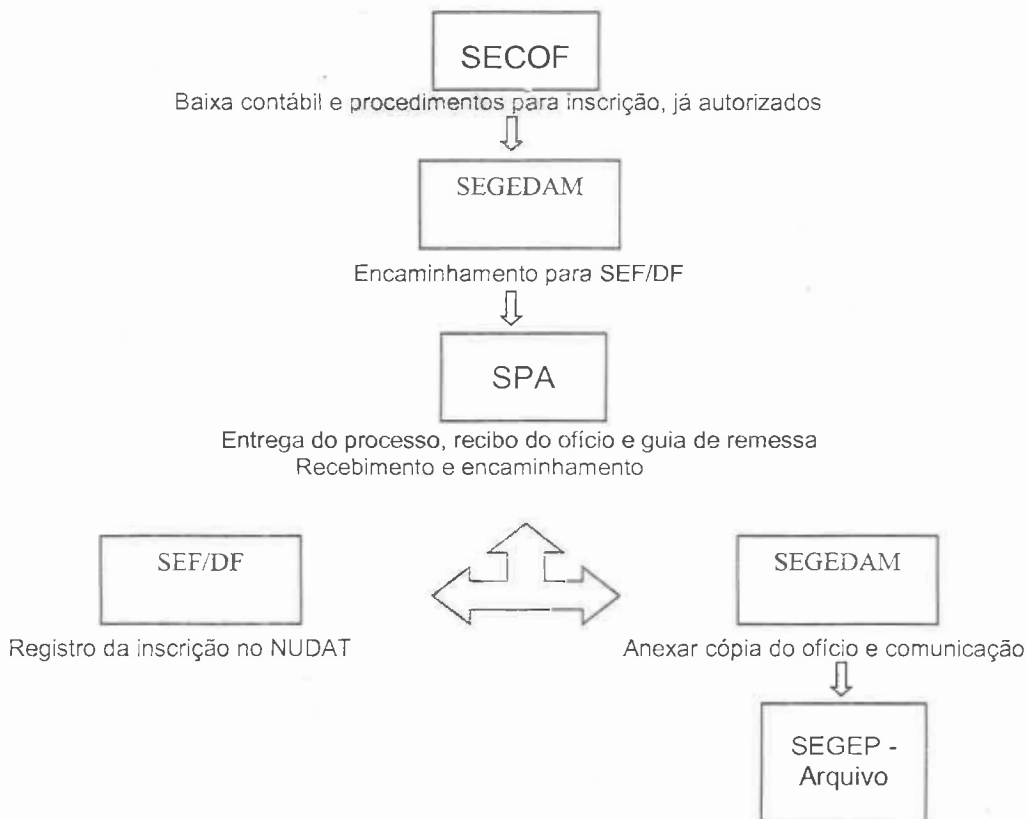 SECOF
Baixa contábil e procedimentos para inscrição, já autorizados
SEGEDAM
Encaminhamento para SEF/DF
SPA
Entrega do processo, recibo do ofício e guia de remessa
Recebimento e encaminhamento
SEF/DF
Registro da inscrição no NUDAT
SEGEDAM
Anexar cópia do ofício e comunicação
SEGEP -
Arquivo